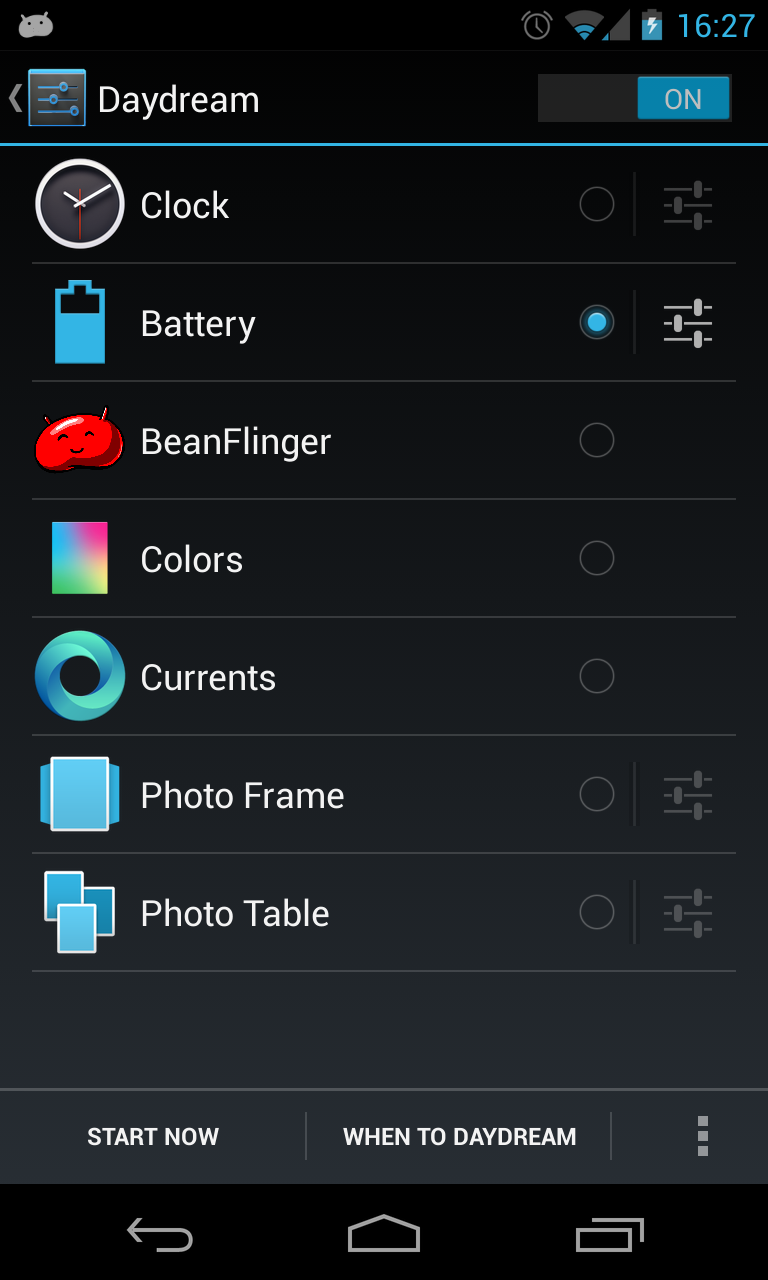 16:27
Daydream
ON
Clock
Battery
BeanFlinger
Colors
Currents
Photo Frame
Photo Table
START NOW
WHEN TO DAYDREAM